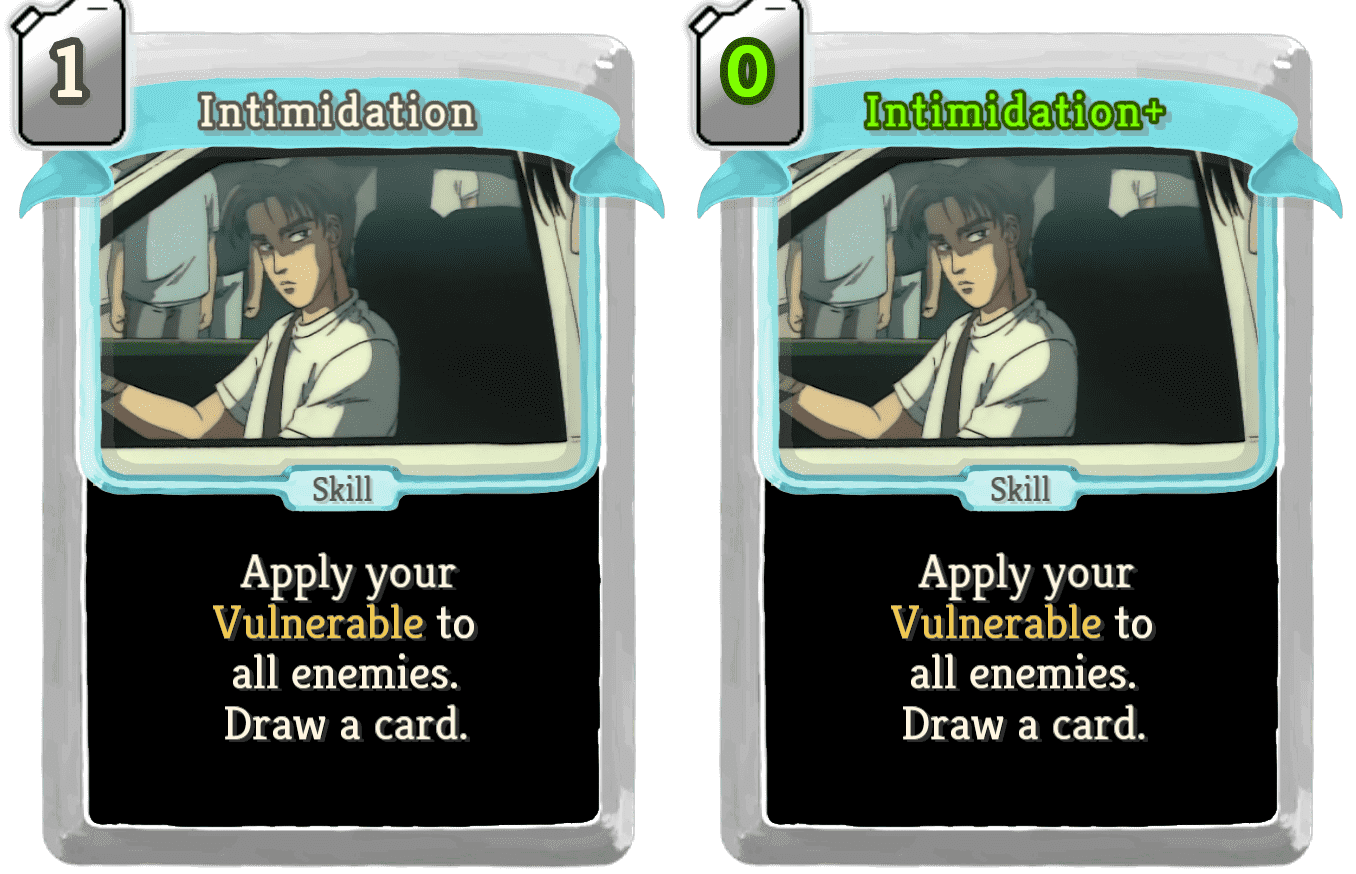 1
Intimidation
Skill
Apply your
Vulnerable to
all enemies.
Draw a card.
0
Intimidation+
Skill
Apply your
Vulnerable to
all enemies.
Draw a card.